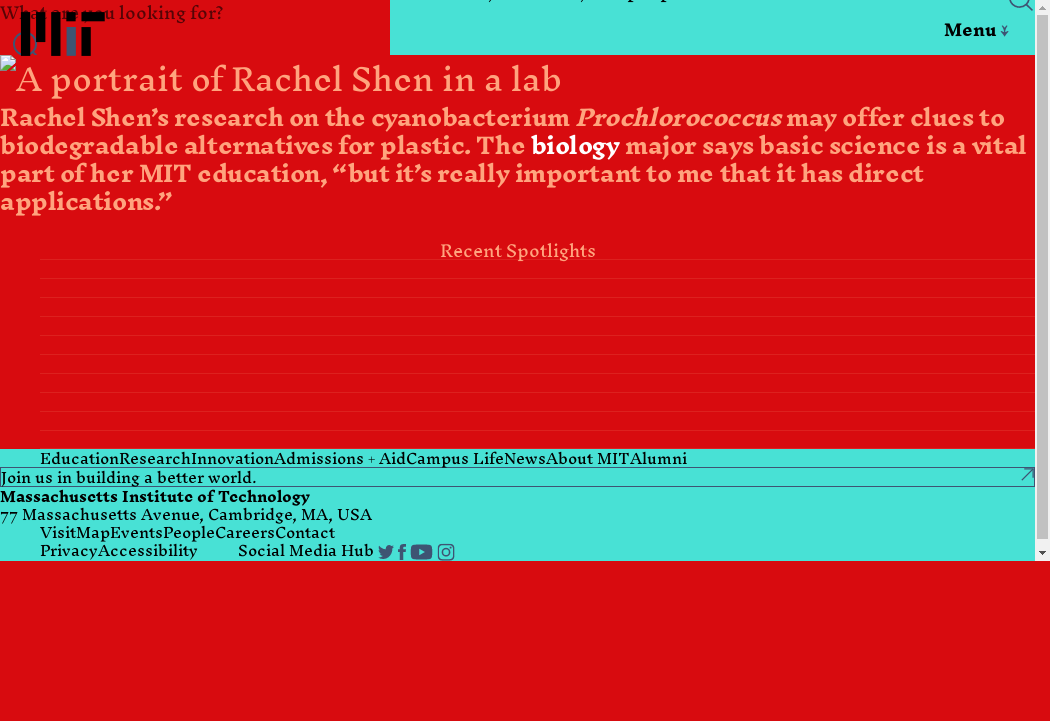 What are you looking for?
MIT
Menu
A portrait of Rachel Shen in a lab
Rachel Shen’s research on the cyanobacterium Prochlorococcus may offer clues to
biodegradable alternatives for plastic. The biology major says basic science is a vital
part of her MIT education, “but it’s really important to me that it has direct
applications.”
Recent Spotlights
EducationResearchInnovationAdmissions + AidCampus LifeNewsAbout MITAlumni
Join us in building a better world.
Massachusetts Institute of Technology
77 Massachusetts Avenue, Cambridge, MA, USA
VisitMapEventsPeopleCareersContact
PrivacyAccessibility Social Media Hub